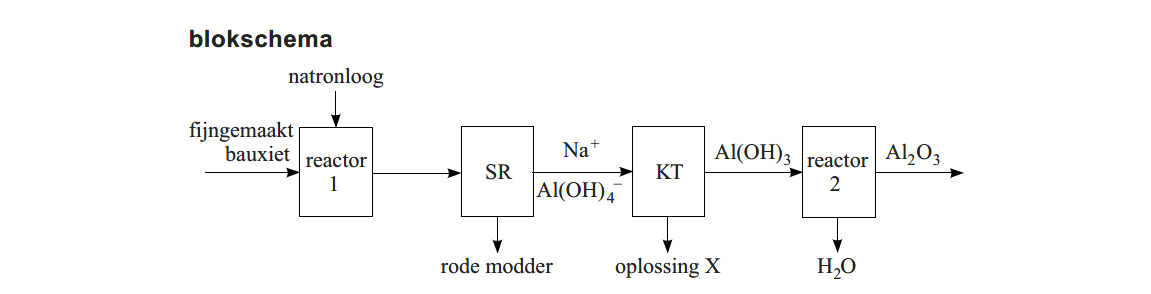 blokschema
natronloog
fijngemaakt
bauxiet
reactor
1
SR
Na⁺
Al(OH)₄⁻
KT
Al(OH)₃
reactor
2
Al₂O₃
rode modder
oplossing X
H₂O